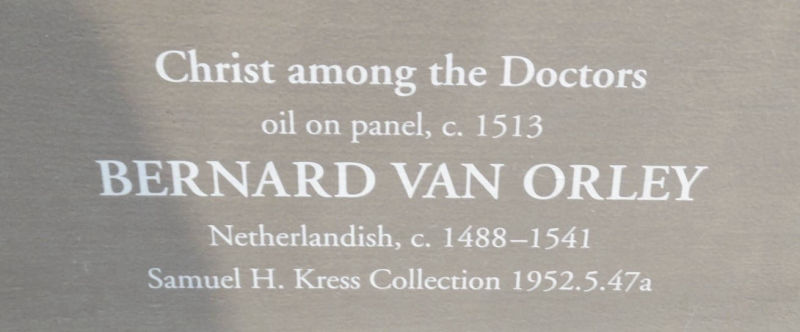 Christ among the Doctors
oil on panel, c. 1513
BERNARD VAN ORLEY
Netherlandish, c. 1488–1541
Samuel H. Kress Collection 1952.5.47a